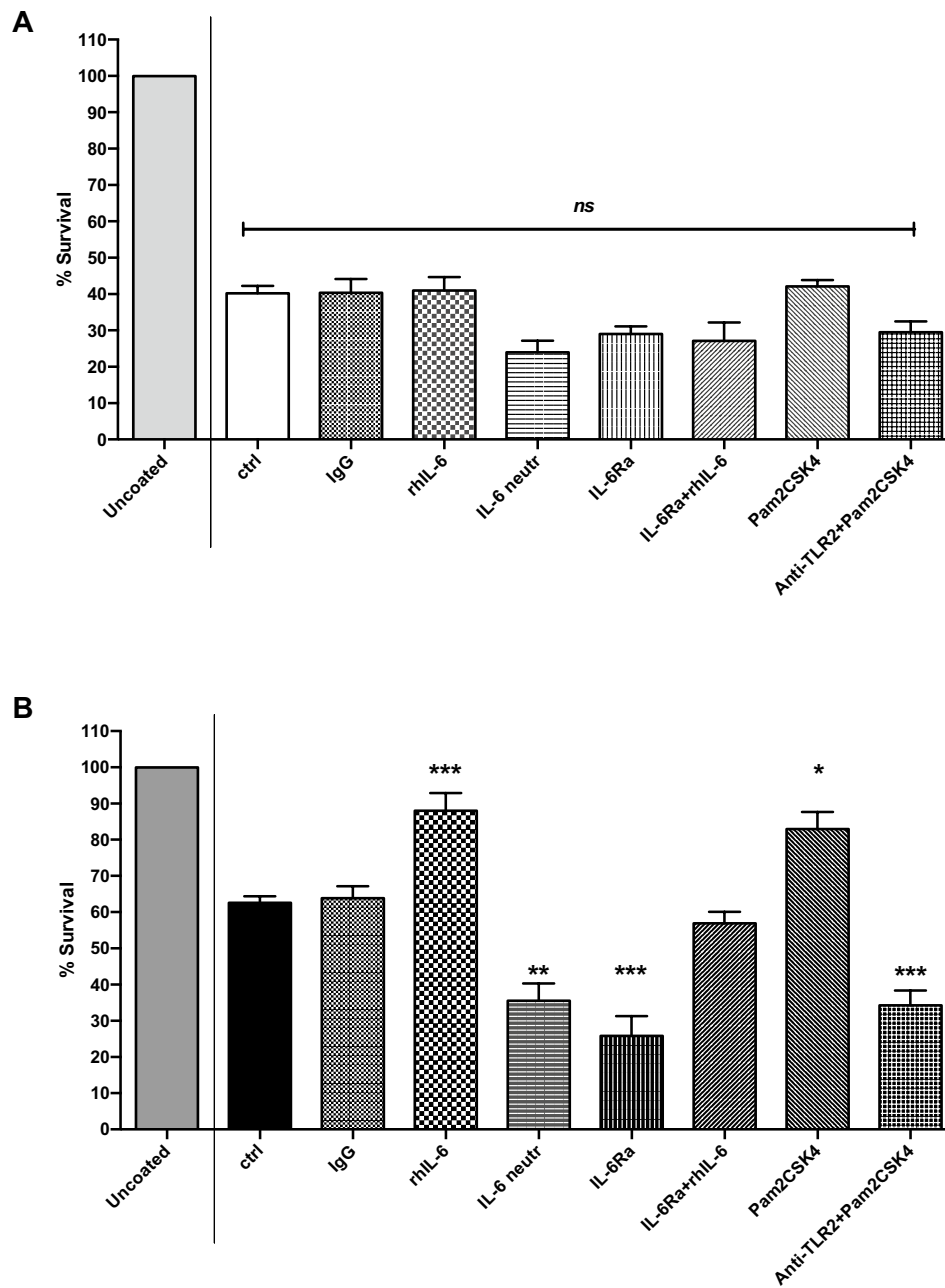 A
110
100
90
80
70
60
50
40
30
20
10
0
% Survival
ns
Uncoated
ctrl
IgG
rhIL-6
IL-6 neutr
IL-6Ra
IL-6Ra+rhIL-6
Pam2CSK4
Anti-TLR2+Pam2CSK4
B
110
100
90
80
70
60
50
40
30
20
10
0
% Survival
***
**
***
*
***
Uncoated
ctrl
IgG
rhIL-6
IL-6 neutr
IL-6Ra
IL-6Ra+rhIL-6
Pam2CSK4
Anti-TLR2+Pam2CSK4